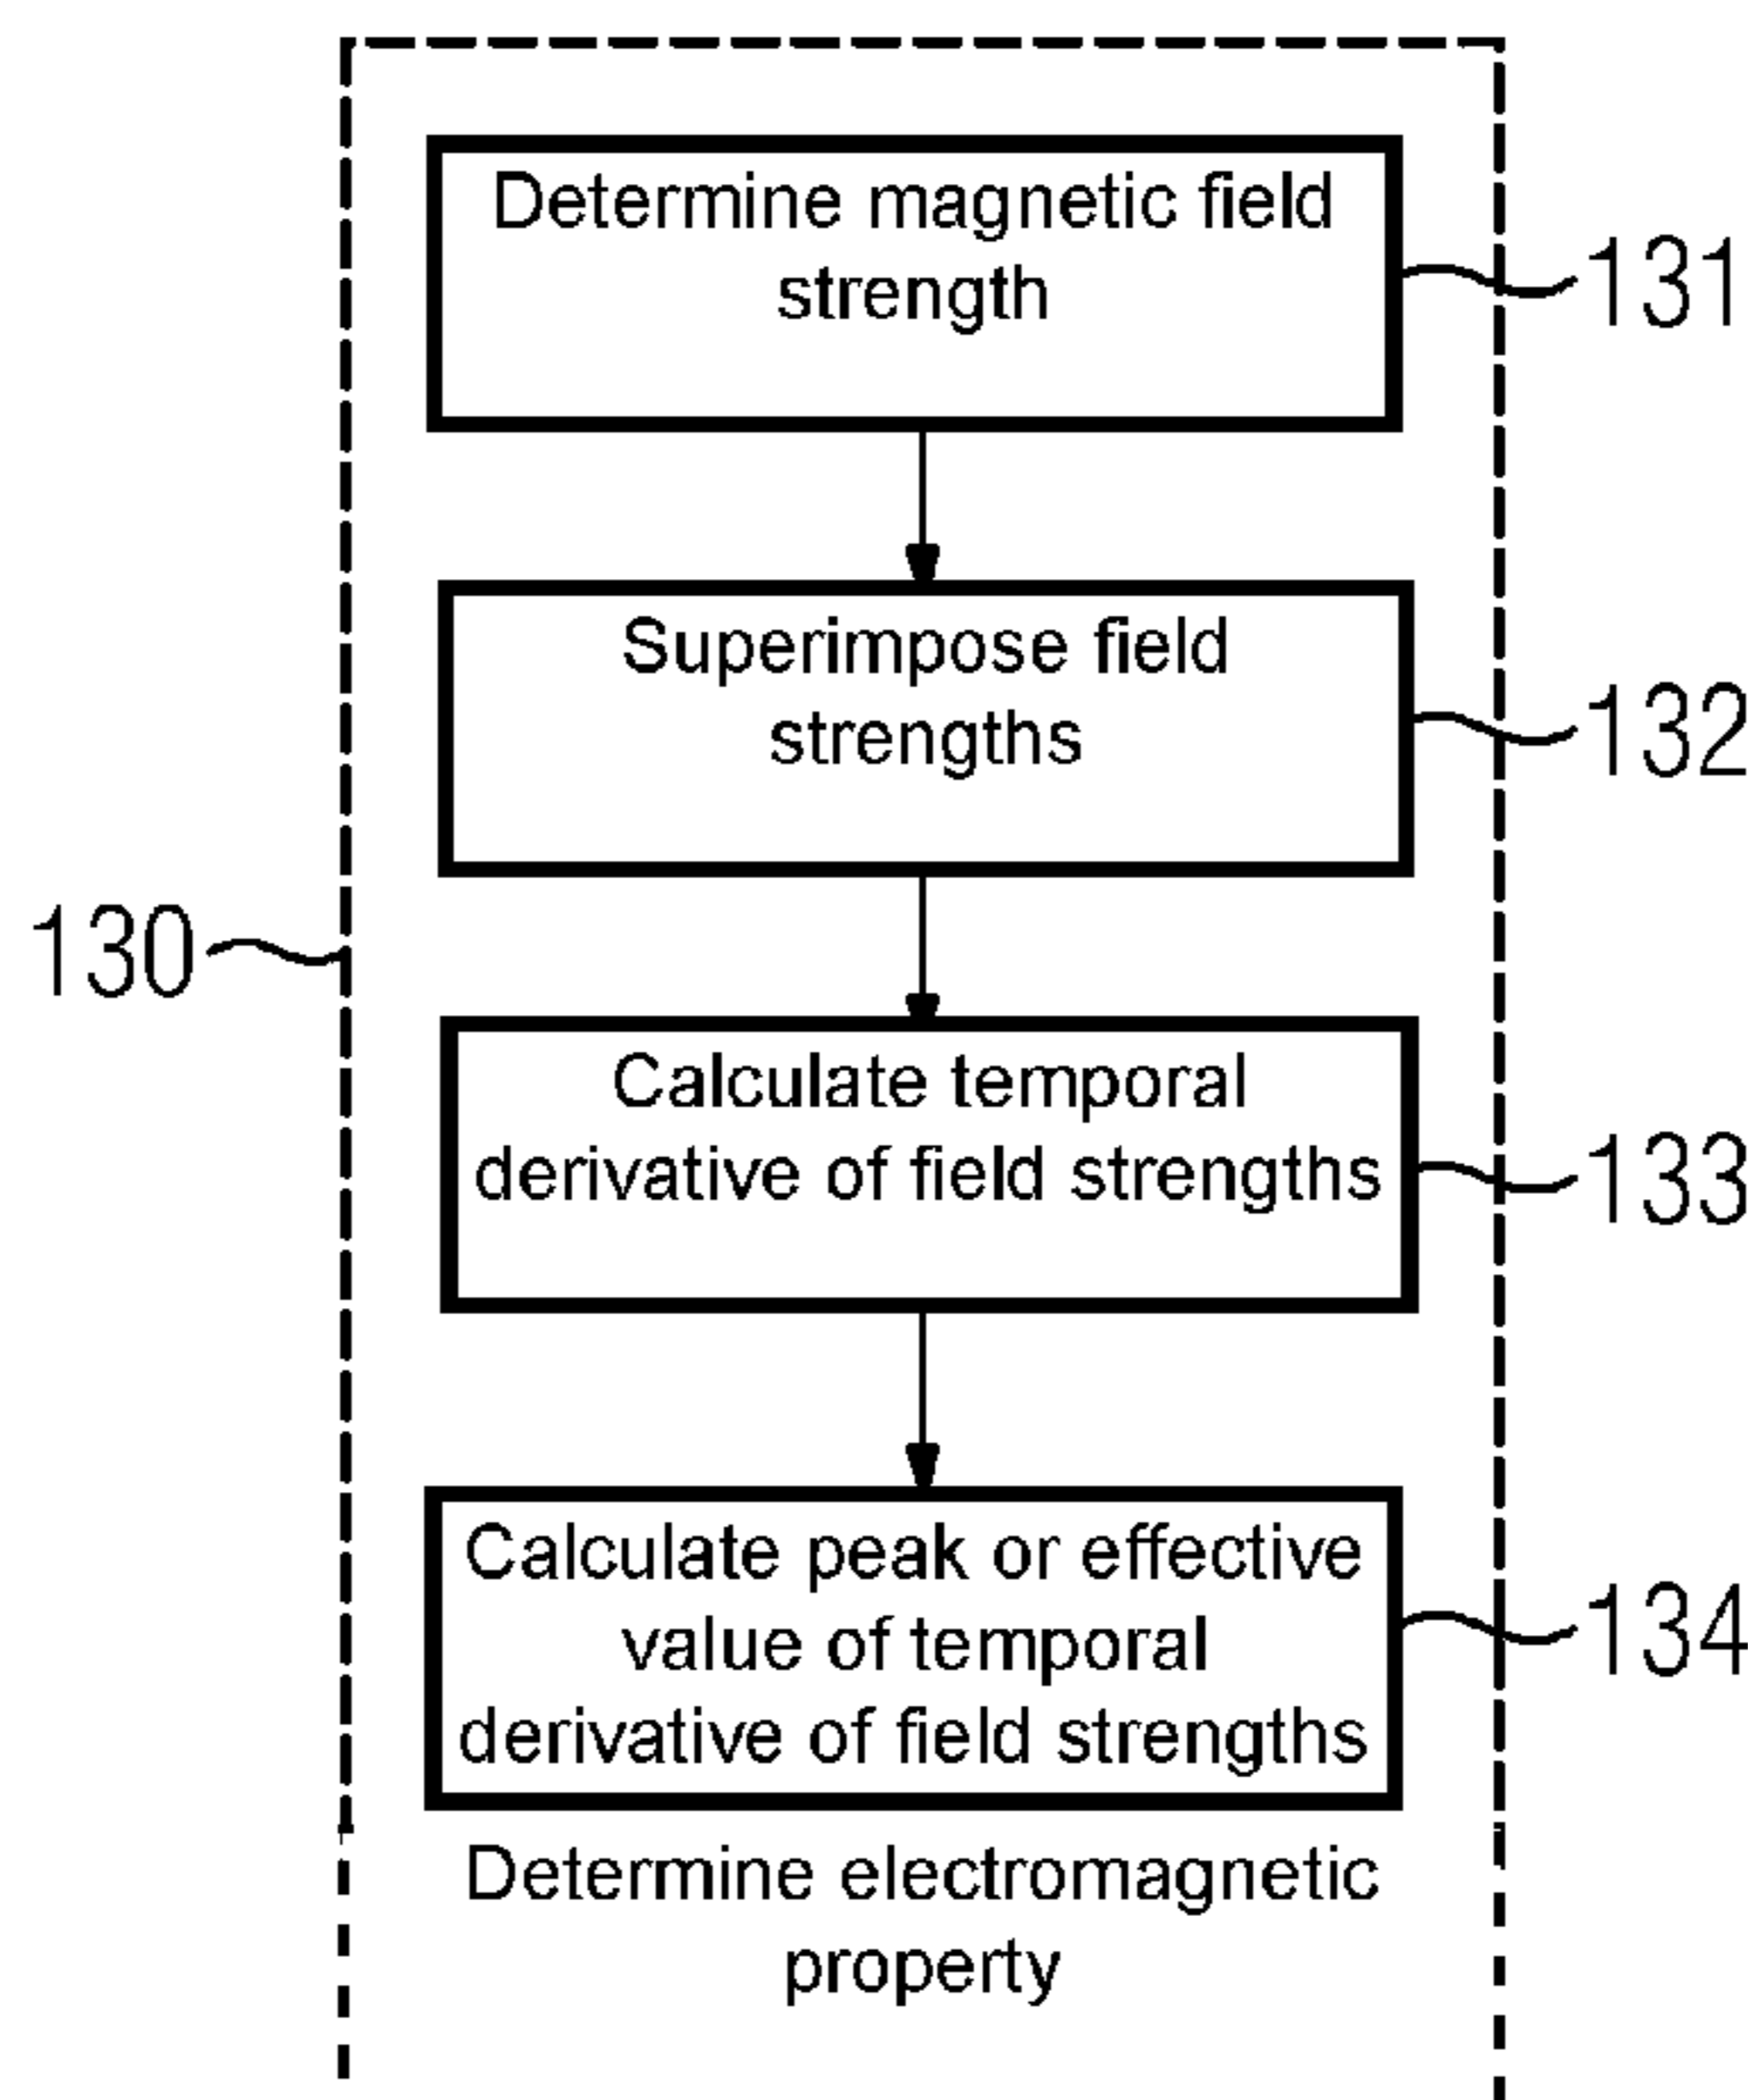 Determine magnetic field
strength
131
Superimpose field
strengths
132
130
Calculate temporal
derivative of field strengths
133
Calculate peak or effective
value of temporal
derivative of field strengths
134
Determine electromagnetic
property